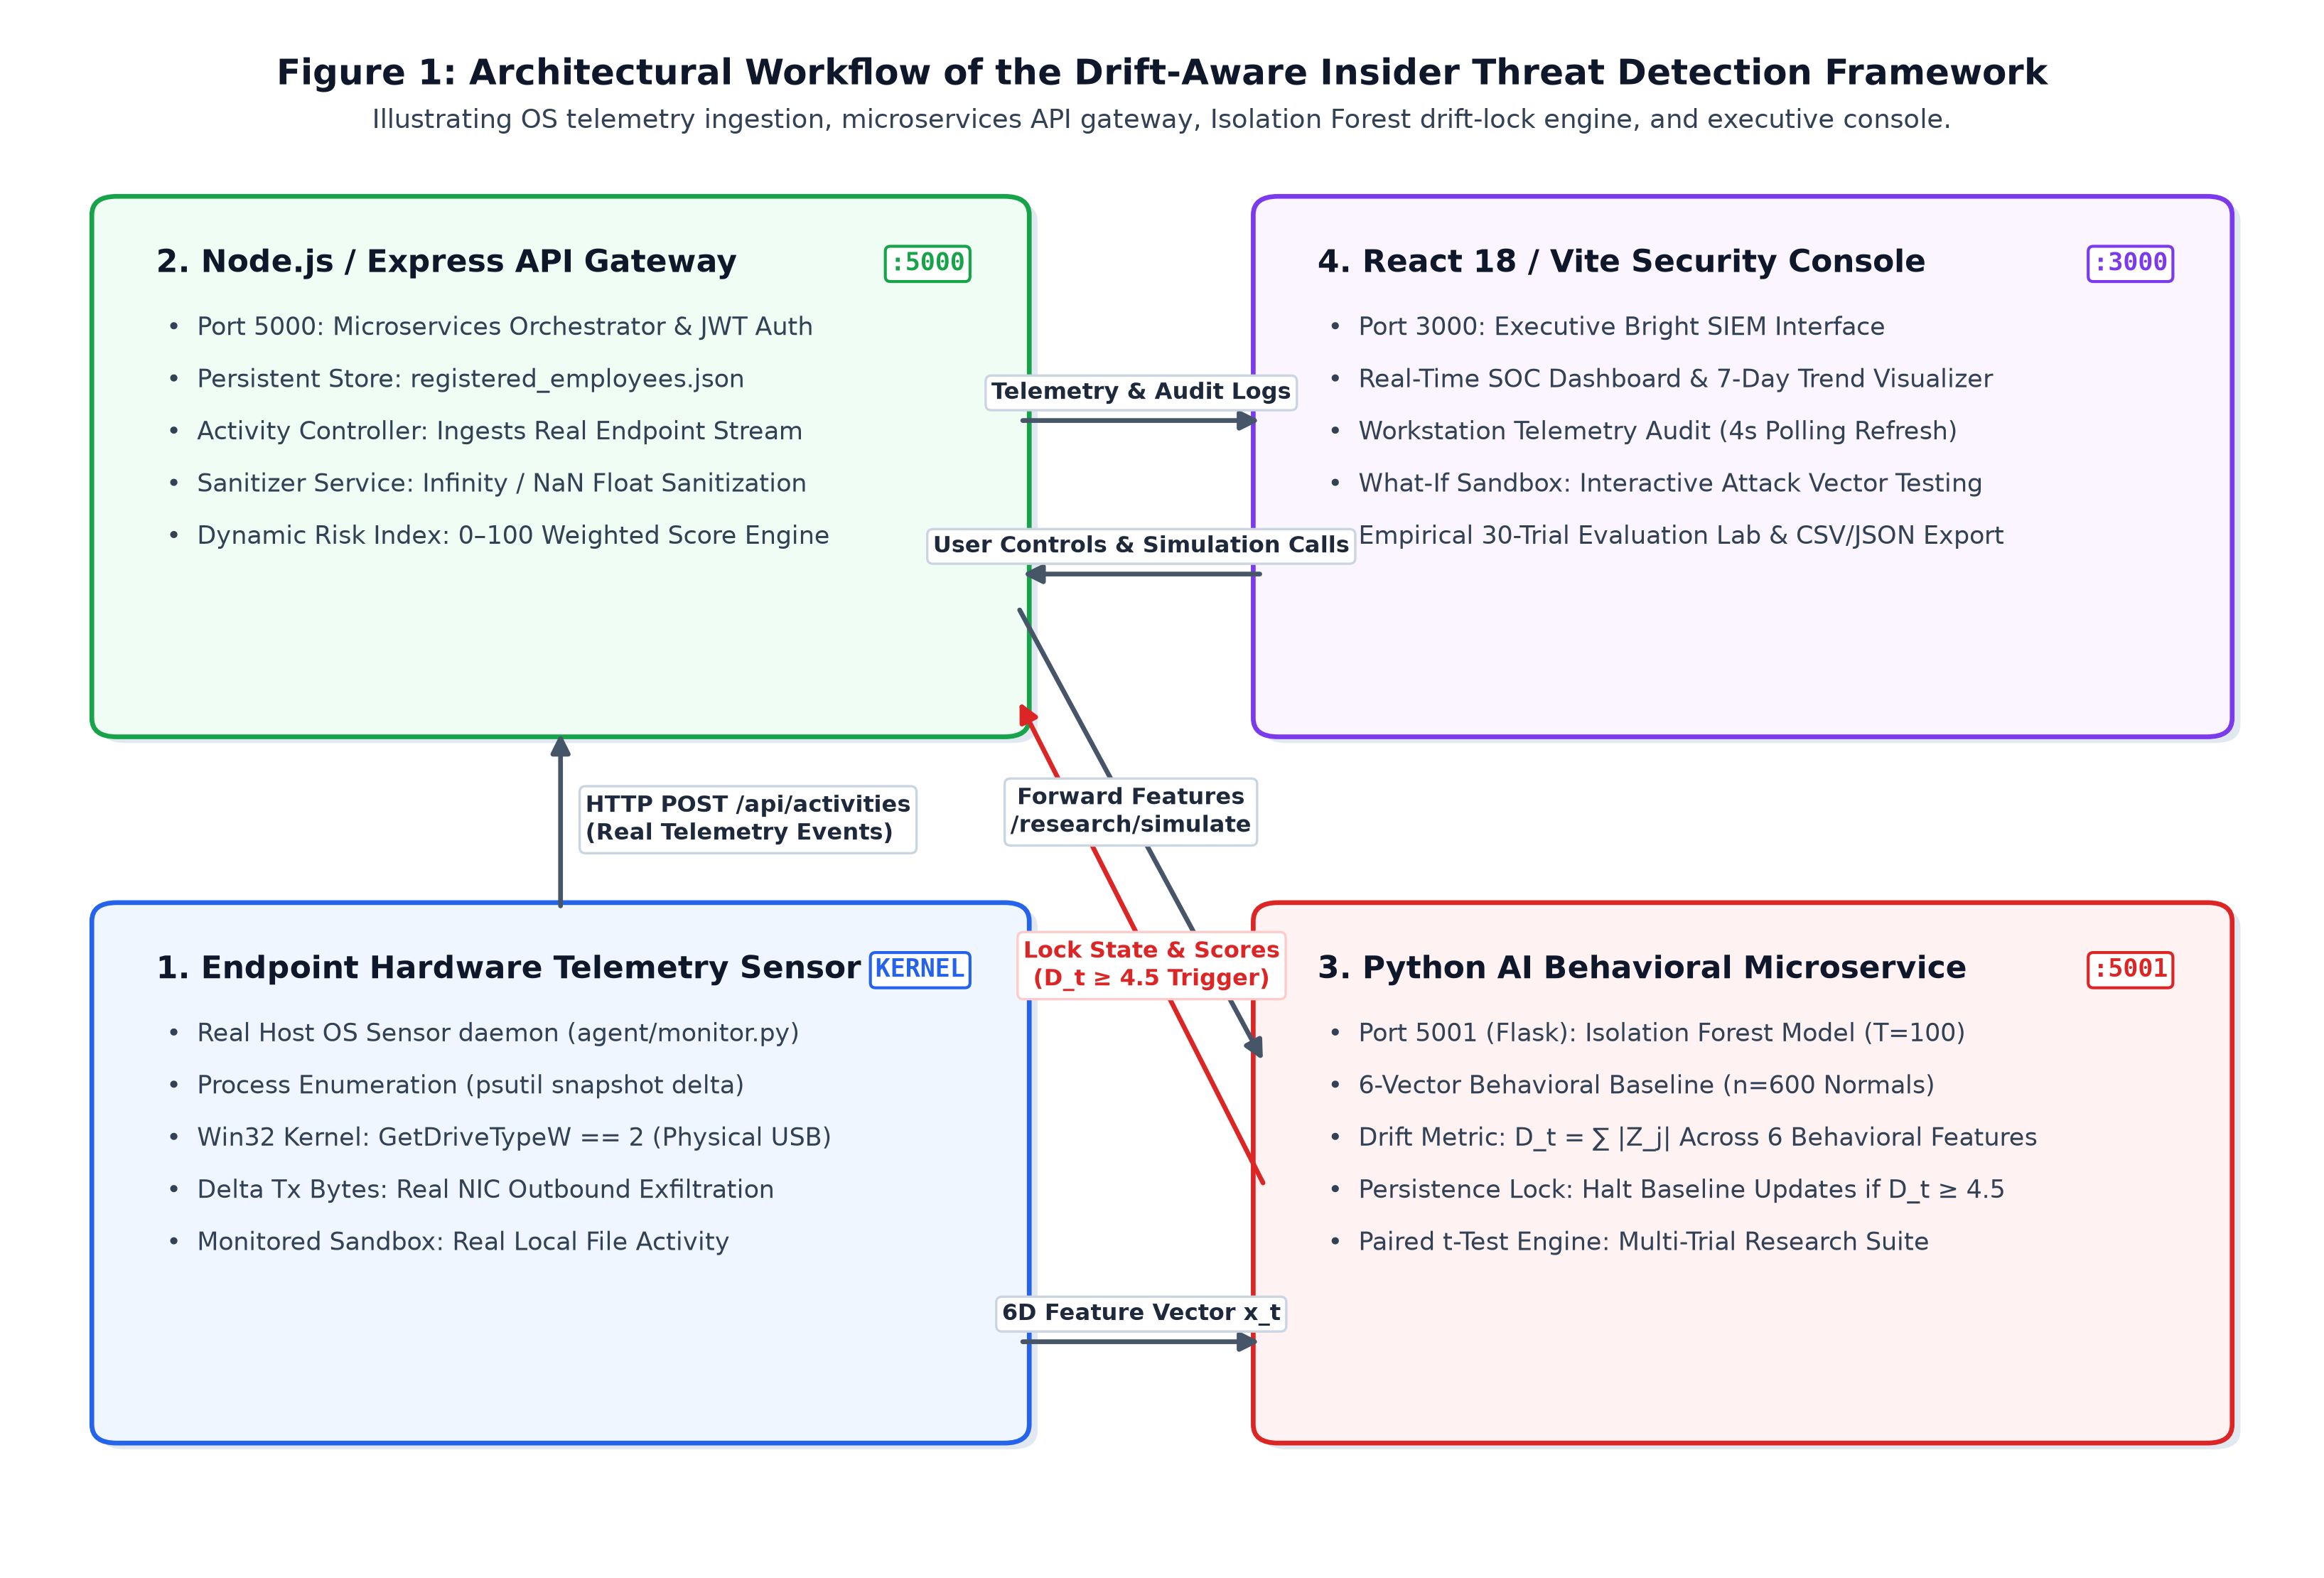 Figure 1: Architectural Workflow of the Drift-Aware Insider Threat Detection Framework
Illustrating OS telemetry ingestion, microservices API gateway, Isolation Forest drift-lock engine, and executive console.
2. Node.js / Express API Gateway
:5000
• Port 5000: Microservices Orchestrator & JWT Auth
• Persistent Store: registered_employees.json
• Activity Controller: Ingests Real Endpoint Stream
• Sanitizer Service: Infinity / NaN Float Sanitization
• Dynamic Risk Index: 0–100 Weighted Score Engine
Telemetry & Audit Logs
User Controls & Simulation Calls
4. React 18 / Vite Security Console
:3000
• Port 3000: Executive Bright SIEM Interface
• Real-Time SOC Dashboard & 7-Day Trend Visualizer
• Workstation Telemetry Audit (4s Polling Refresh)
• What-If Sandbox: Interactive Attack Vector Testing
Empirical 30-Trial Evaluation Lab & CSV/JSON Export
HTTP POST /api/activities
(Real Telemetry Events)
Forward Features
/research/simulate
Lock State & Scores
(D_t ≥ 4.5 Trigger)
1. Endpoint Hardware Telemetry Sensor
KERNEL
• Real Host OS Sensor daemon (agent/monitor.py)
• Process Enumeration (psutil snapshot delta)
• Win32 Kernel: GetDriveTypeW == 2 (Physical USB)
• Delta Tx Bytes: Real NIC Outbound Exfiltration
• Monitored Sandbox: Real Local File Activity
6D Feature Vector x_t
3. Python AI Behavioral Microservice
:5001
• Port 5001 (Flask): Isolation Forest Model (T=100)
• 6-Vector Behavioral Baseline (n=600 Normals)
• Drift Metric: D_t = ∑ |Z_j| Across 6 Behavioral Features
• Persistence Lock: Halt Baseline Updates if D_t ≥ 4.5
• Paired t-Test Engine: Multi-Trial Research Suite